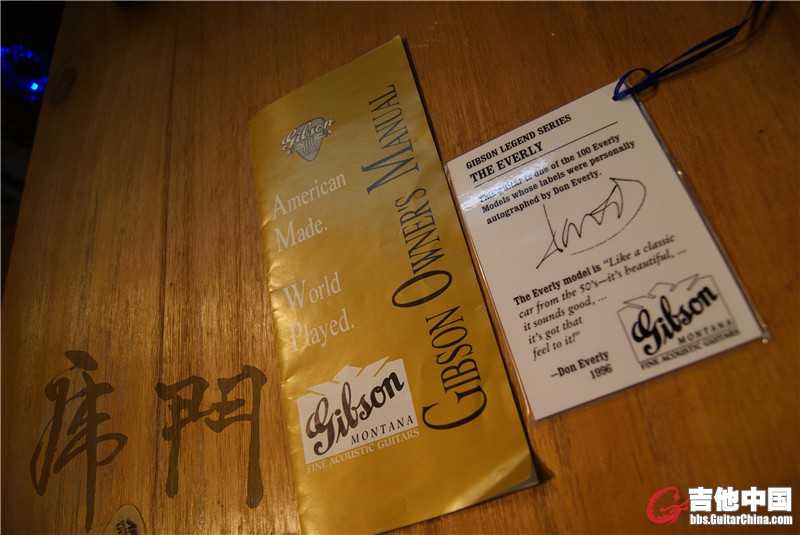 Gibson
American
Made.
World
Played.
GIBSON OWNER'S MANUAL
Gibson
MONTANA
FINE ACOUSTIC GUITARS
GIBSON LEGEND SERIES
THE EVERLY
This guitar is one of the 100 Everly
Models whose labels were personally
autographed by Don Everly.
The Everly model is "Like a classic
car from the 50's—it's beautiful, ...
it sounds good, ...
it's got that
feel to it!"
—Don Everly
1996
Gibson
MONTANA
FINE ACOUSTIC GUITARS
吉他中国
bbs.GuitarChina.com